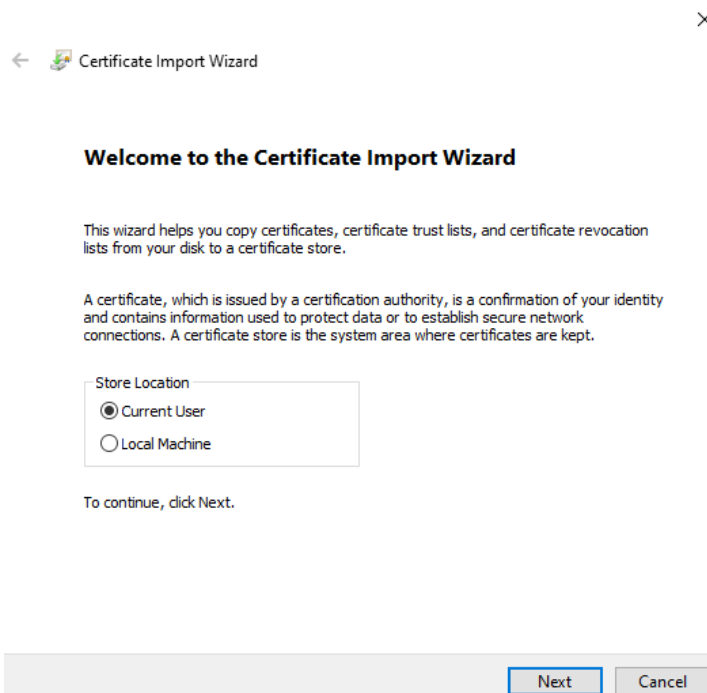 Certificate Import Wizard
Welcome to the Certificate Import Wizard
This wizard helps you copy certificates, certificate trust lists, and certificate revocation
lists from your disk to a certificate store.
A certificate, which is issued by a certification authority, is a confirmation of your identity
and contains information used to protect data or to establish secure network
connections. A certificate store is the system area where certificates are kept.
Store Location
Current User
Local Machine
To continue, click Next.
Next
Cancel